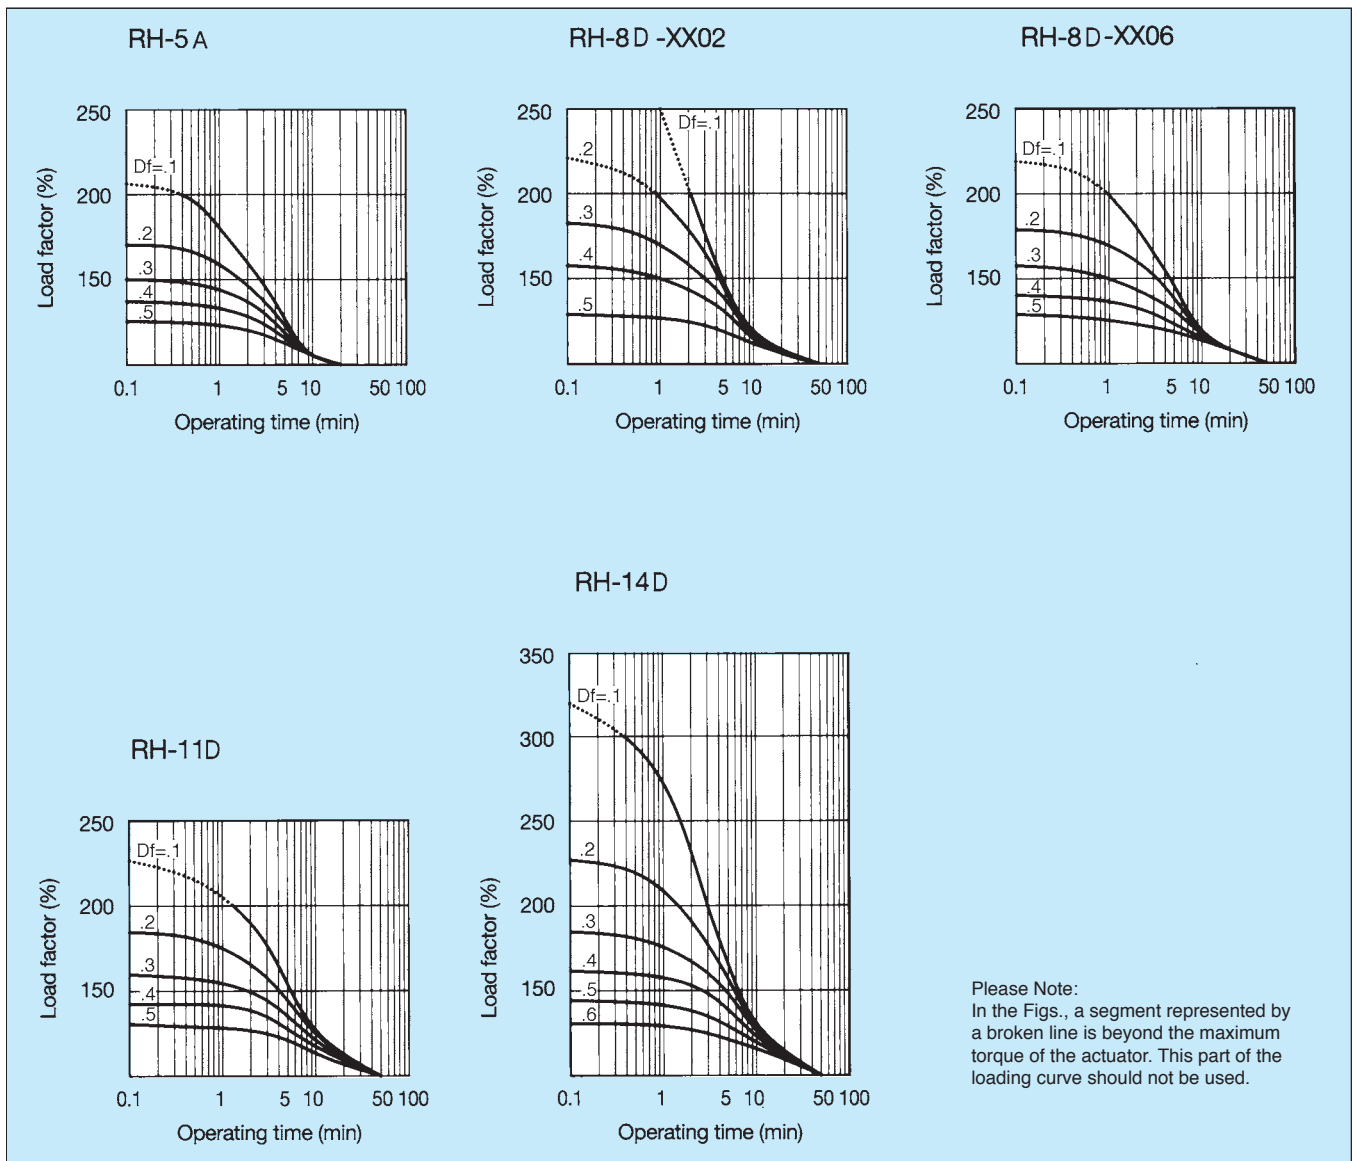 RH-5A
250
200
150
Load factor (%)
Df=.1
.2
.3
.4
.5
0.1 1 5 10 50 100
Operating time (min)
RH-8D-XX02
250
200
150
Load factor (%)
Df=.1
.2
.3
.4
.5
0.1 1 5 10 50 100
Operating time (min)
RH-8D-XX06
250
200
150
Load factor (%)
Df=.1
.2
.3
.4
.5
0.1 1 5 10 50 100
Operating time (min)
RH-11D
250
200
150
Load factor (%)
Df=.1
.2
.3
.4
.5
0.1 1 5 10 50 100
Operating time (min)
RH-14D
350
300
250
200
150
Load factor (%)
Df=.1
.2
.3
.4
.5
.6
0.1 1 5 10 50 100
Operating time (min)
Please Note:
In the Figs., a segment represented by
a broken line is beyond the maximum
torque of the actuator. This part of the
loading curve should not be used.